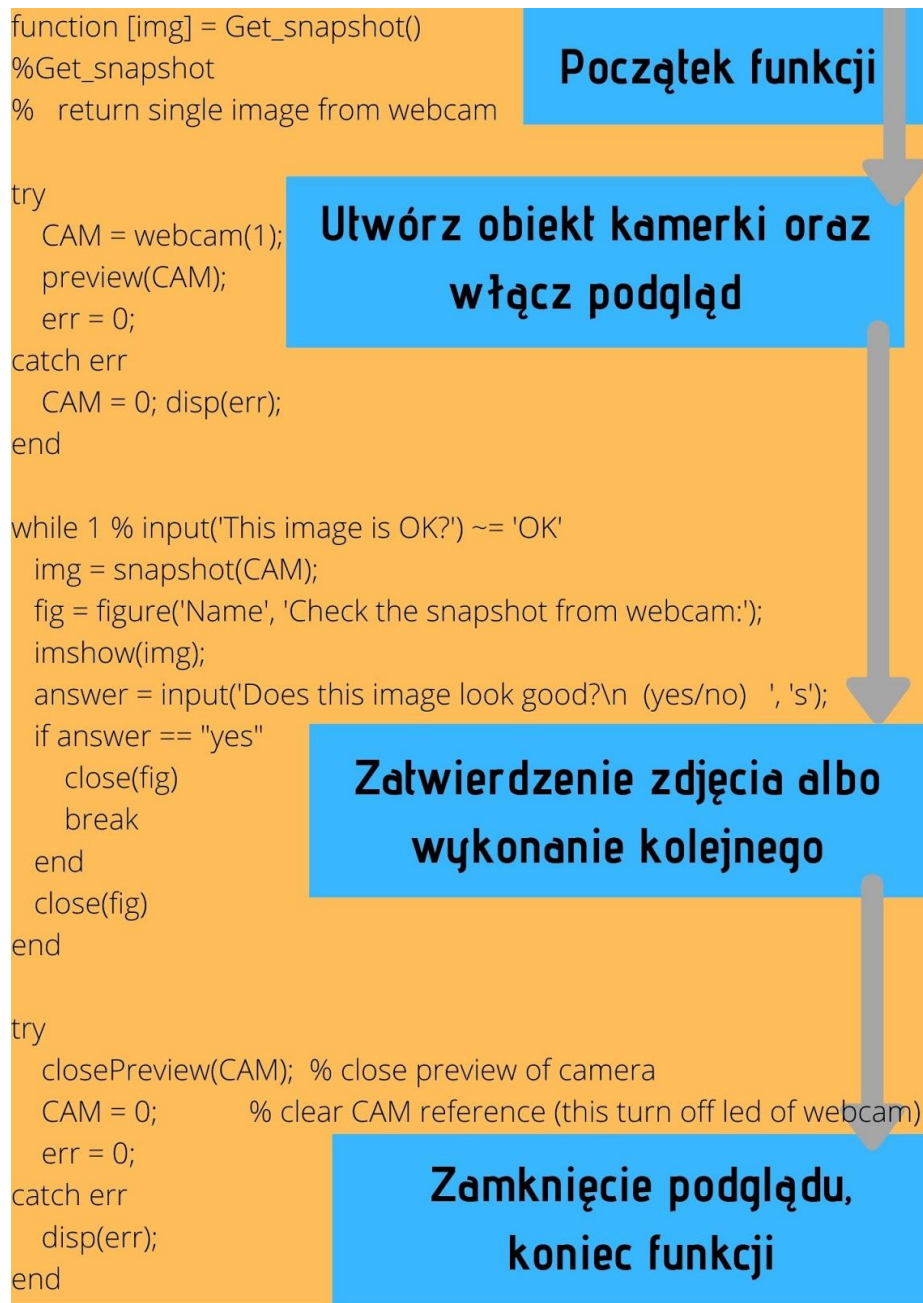 function [img] = Get_snapshot()
%Get_snapshot
%   return single image from webcam
Początek funkcji
try
   CAM = webcam(1);
   preview(CAM);
   err = 0;
catch err
   CAM = 0; disp(err);
end
Utwórz obiekt kamerki oraz
włącz podgląd
while 1 % input('This image is OK?') ~= 'OK'
  img = snapshot(CAM);
  fig = figure('Name', 'Check the snapshot from webcam:');
  imshow(img);
  answer = input('Does this image look good?\n  (yes/no)   ', 's');
  if answer == "yes"
     close(fig)
     break
  end
  close(fig)
end
Zatwierdzenie zdjęcia albo
wykonanie kolejnego
try
   closePreview(CAM);  % close preview of camera
   CAM = 0;          % clear CAM reference (this turn off led of webcam)
   err = 0;
catch err
   disp(err);
end
Zamknięcie podglądu,
koniec funkcji